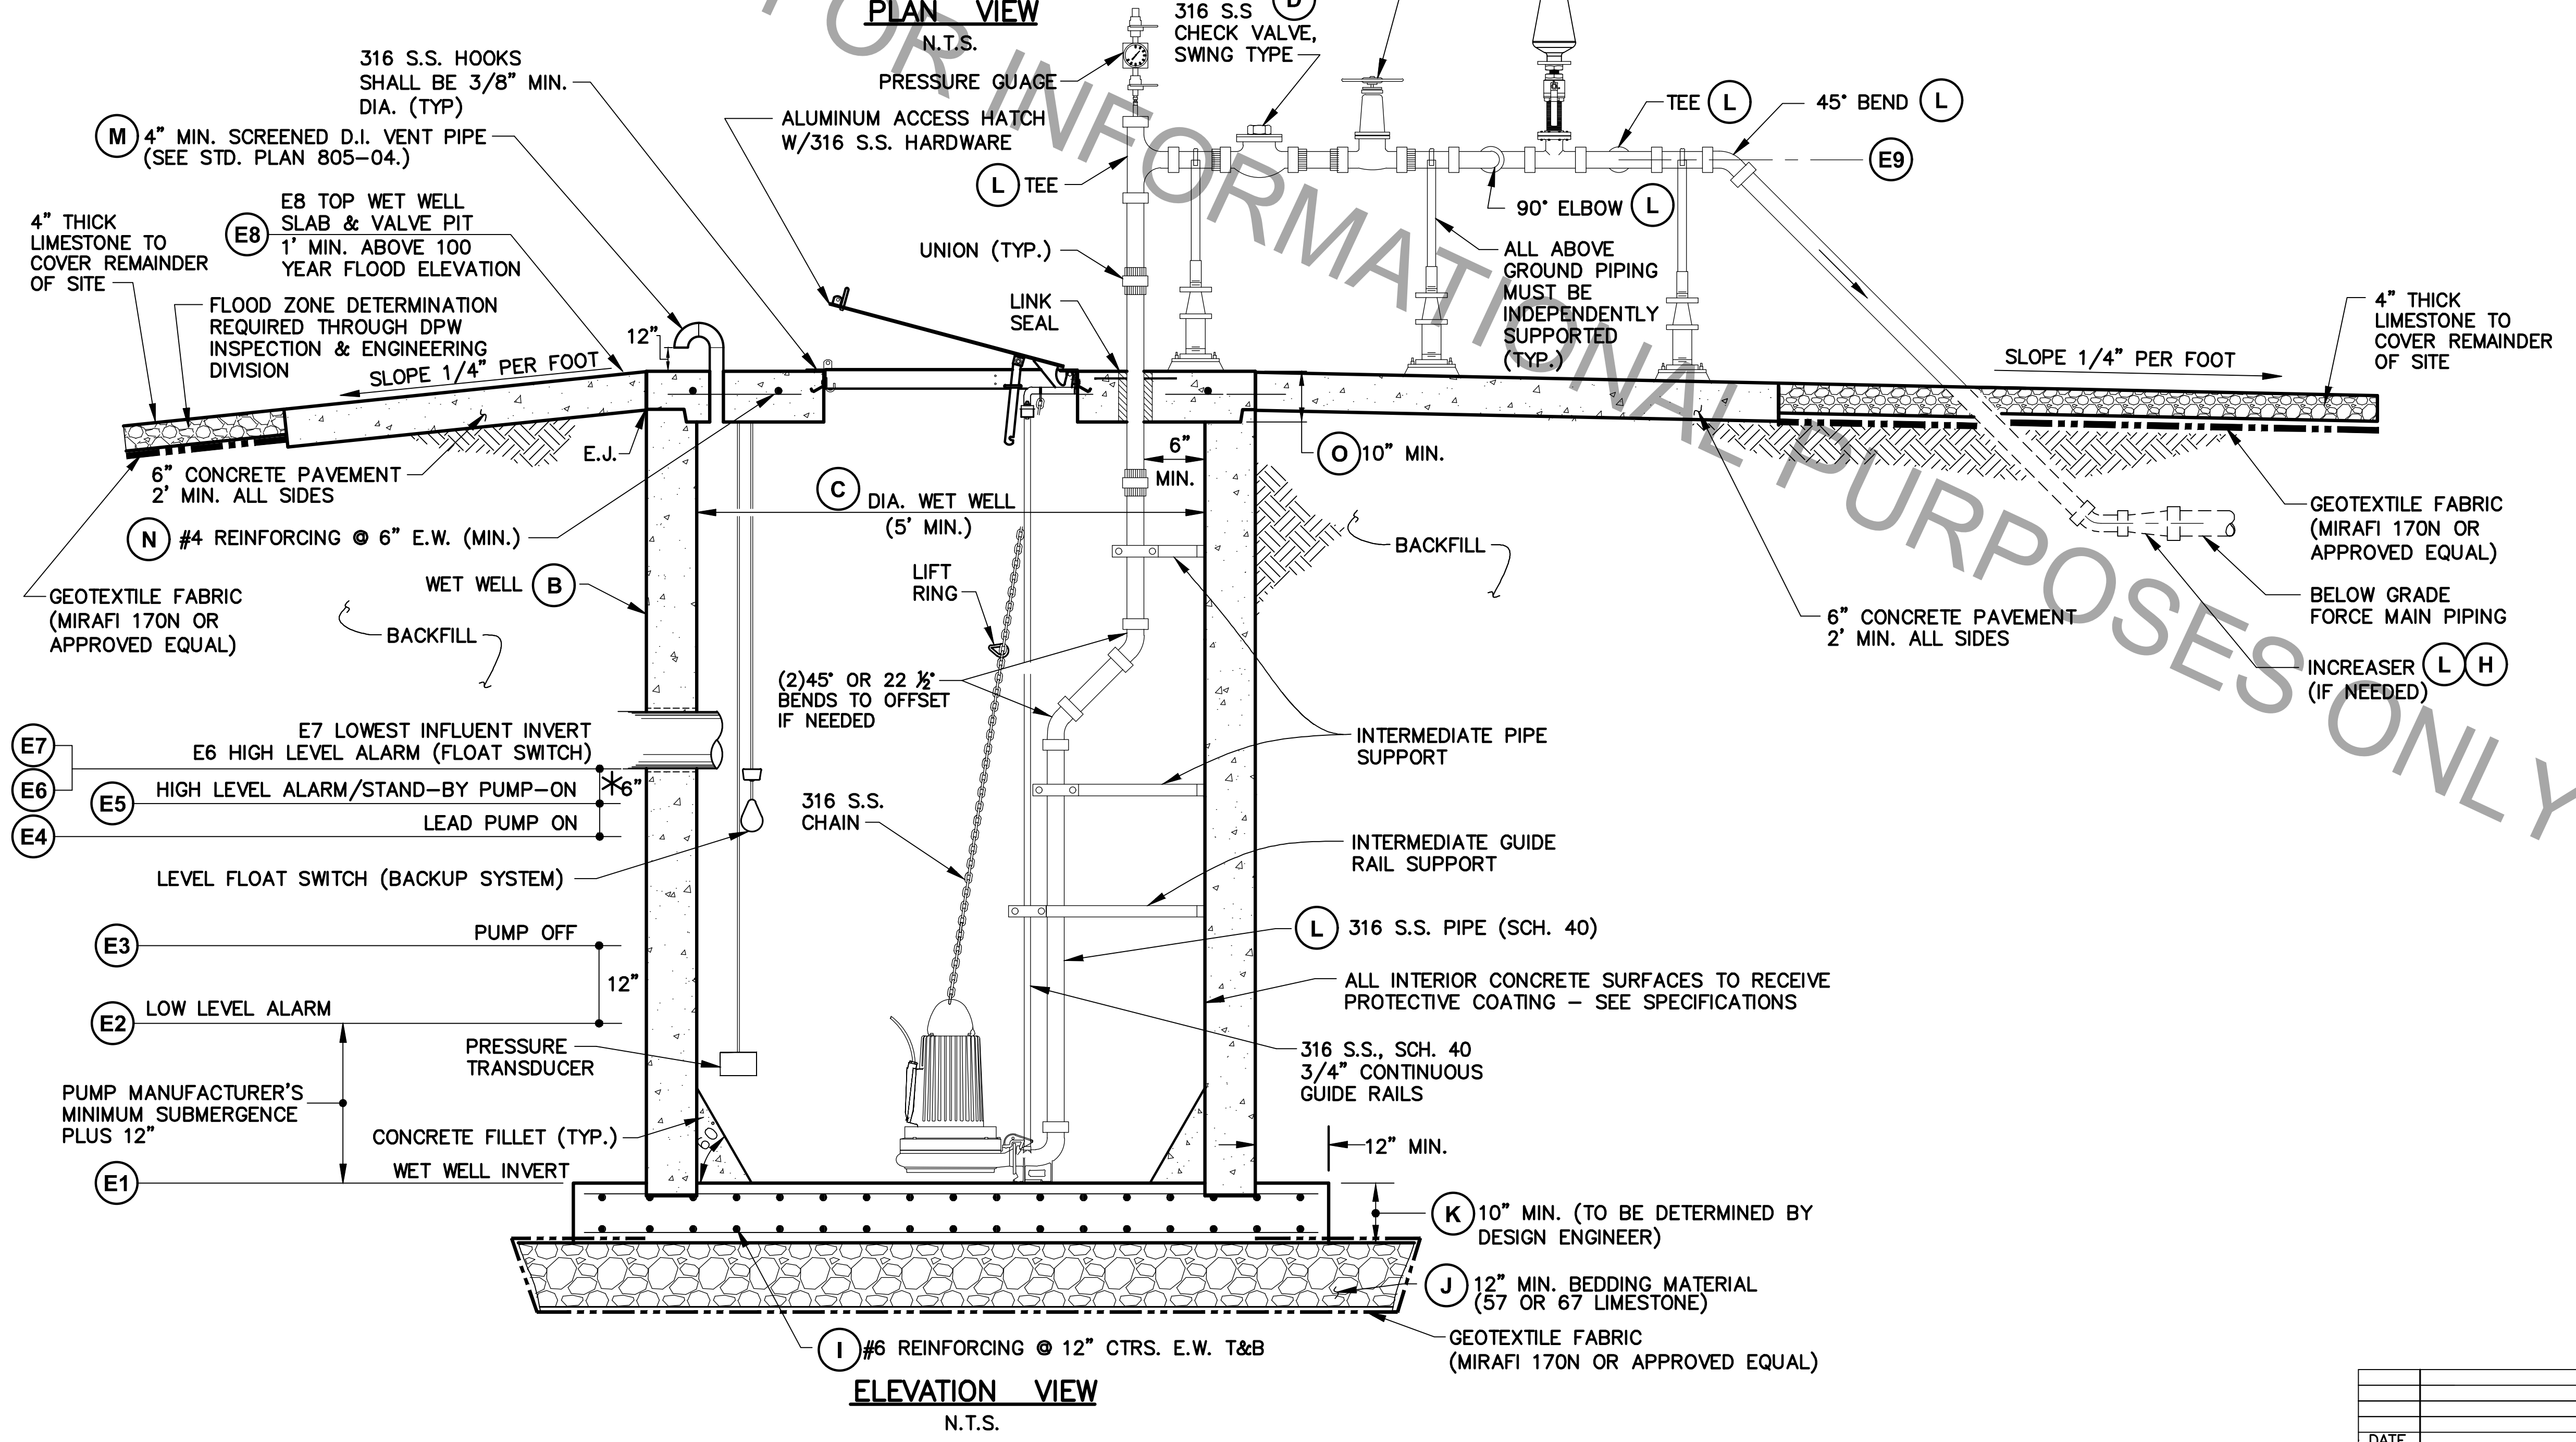 PLAN VIEW
N.T.S.
316 S.S
CHECK VALVE,
SWING TYPE
D
316 S.S. HOOKS
SHALL BE 3/8” MIN.
DIA. (TYP)
PRESSURE GUAGE
M
4” MIN. SCREENED D.I. VENT PIPE
(SEE STD. PLAN 805-04.)
ALUMINUM ACCESS HATCH
W/316 S.S. HARDWARE
L TEE
TEE L
45° BEND L
E9
90° ELBOW L
4” THICK
LIMESTONE TO
COVER REMAINDER
OF SITE
E8
E8 TOP WET WELL
SLAB & VALVE PIT
1’ MIN. ABOVE 100
YEAR FLOOD ELEVATION
FLOOD ZONE DETERMINATION
REQUIRED THROUGH DPW
INSPECTION & ENGINEERING
DIVISION
SLOPE 1/4” PER FOOT
12”
UNION (TYP.)
LINK
SEAL
ALL ABOVE
GROUND PIPING
MUST BE
INDEPENDENTLY
SUPPORTED
(TYP.)
SLOPE 1/4” PER FOOT
4” THICK
LIMESTONE TO
COVER REMAINDER
OF SITE
E.J.
6” CONCRETE PAVEMENT
2’ MIN. ALL SIDES
N
#4 REINFORCING @ 6” E.W. (MIN.)
C
DIA. WET WELL
(5’ MIN.)
6”
MIN.
O 10” MIN.
BACKFILL
GEOTEXTILE FABRIC
(MIRAFI 170N OR
APPROVED EQUAL)
BELOW GRADE
FORCE MAIN PIPING
6” CONCRETE PAVEMENT
2’ MIN. ALL SIDES
INCREASER L H
(IF NEEDED)
WET WELL B
GEOTEXTILE FABRIC
(MIRAFI 170N OR
APPROVED EQUAL)
BACKFILL
LIFT
RING
(2)45° OR 22 ½°
BENDS TO OFFSET
IF NEEDED
INTERMEDIATE PIPE
SUPPORT
E7
E7 LOWEST INFLUENT INVERT
E6 HIGH LEVEL ALARM (FLOAT SWITCH)
E6
E5
HIGH LEVEL ALARM/STAND-BY PUMP-ON
*6”
E4
LEAD PUMP ON
316 S.S.
CHAIN
LEVEL FLOAT SWITCH (BACKUP SYSTEM)
INTERMEDIATE GUIDE
RAIL SUPPORT
E3
PUMP OFF
12”
E2
LOW LEVEL ALARM
L 316 S.S. PIPE (SCH. 40)
ALL INTERIOR CONCRETE SURFACES TO RECEIVE
PROTECTIVE COATING - SEE SPECIFICATIONS
PRESSURE
TRANSDUCER
316 S.S., SCH. 40
3/4” CONTINUOUS
GUIDE RAILS
PUMP MANUFACTURER’S
MINIMUM SUBMERGENCE
PLUS 12”
CONCRETE FILLET (TYP.)
60°
12” MIN.
E1
WET WELL INVERT
K
10” MIN. (TO BE DETERMINED BY
DESIGN ENGINEER)
J
12” MIN. BEDDING MATERIAL
(57 OR 67 LIMESTONE)
GEOTEXTILE FABRIC
(MIRAFI 170N OR APPROVED EQUAL)
I #6 REINFORCING @ 12” CTRS. E.W. T&B
ELEVATION VIEW
N.T.S.
FOR INFORMATIONAL PURPOSES ONLY
DATE